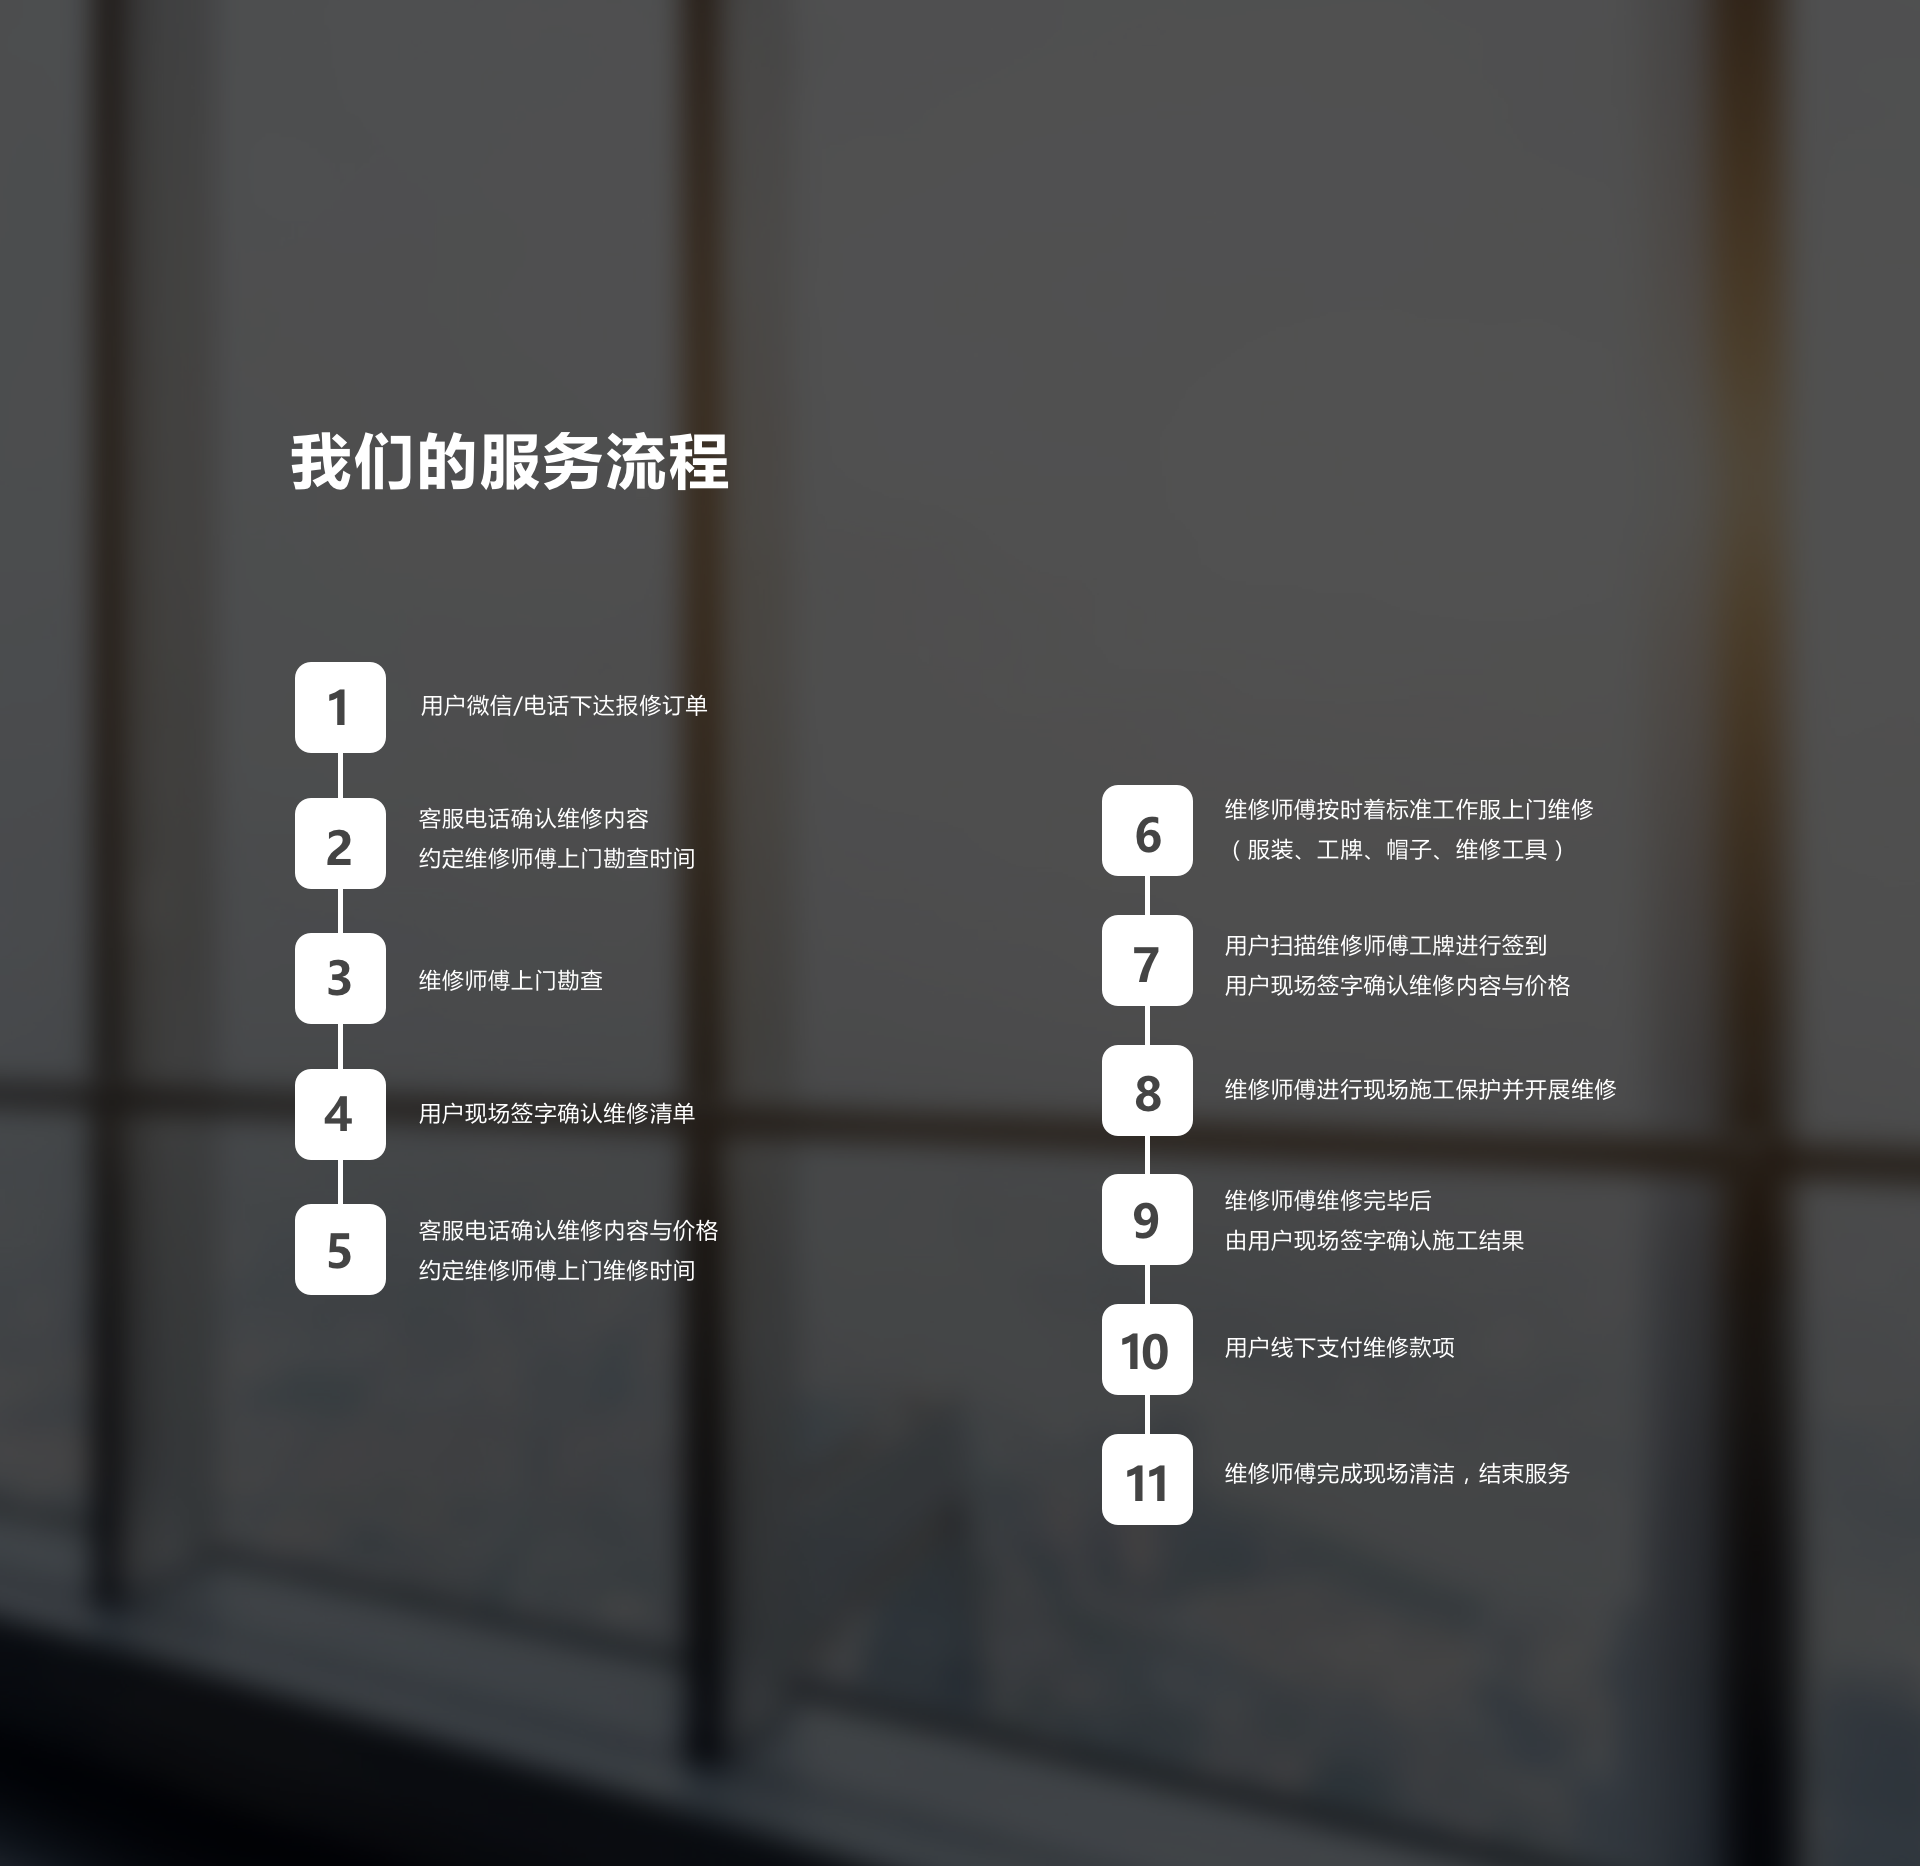 我们的服务流程
1
用户微信/电话下达报修订单
2
客服电话确认维修内容
约定维修师傅上门勘查时间
3
维修师傅上门勘查
4
用户现场签字确认维修清单
5
客服电话确认维修内容与价格
约定维修师傅上门维修时间
6
维修师傅按时着标准工作服上门维修
（服装、工牌、帽子、维修工具）
7
用户扫描维修师傅工牌进行签到
用户现场签字确认维修内容与价格
8
维修师傅进行现场施工保护并开展维修
9
维修师傅维修完毕后
由用户现场签字确认施工结果
10
用户线下支付维修款项
11
维修师傅完成现场清洁，结束服务